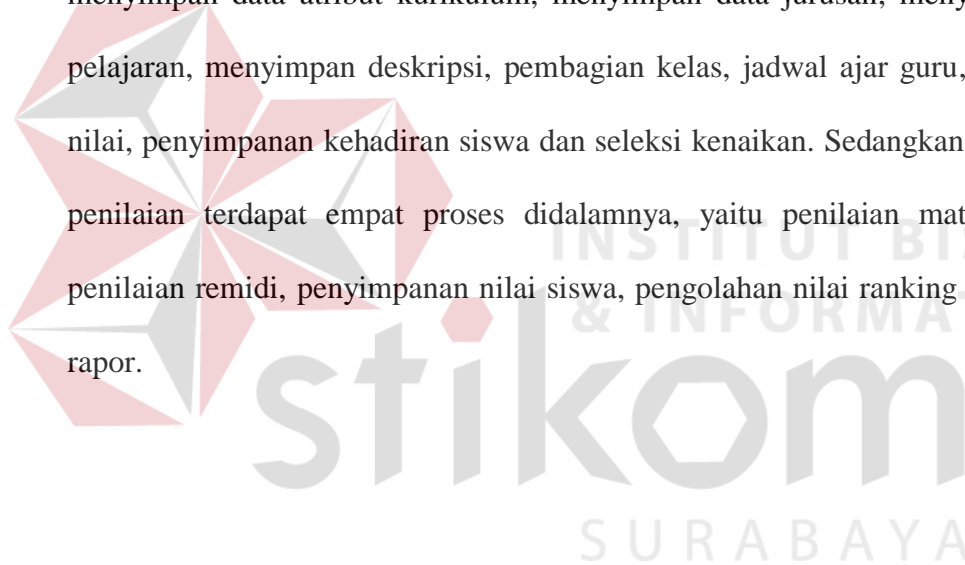 menyimpan data atribut kurikulum, menyimpan data jurusan, meny
pelajaran, menyimpan deskripsi, pembagian kelas, jadwal ajar guru,
nilai, penyimpanan kehadiran siswa dan seleksi kenaikan. Sedangkan
penilaian terdapat empat proses didalamnya, yaitu penilaian mat
INSTITUT BIS
penilaian remidi, penyimpanan nilai siswa, pengolahan nilai ranking
& INFORMAT
rapor.
stikom
SURABAYA